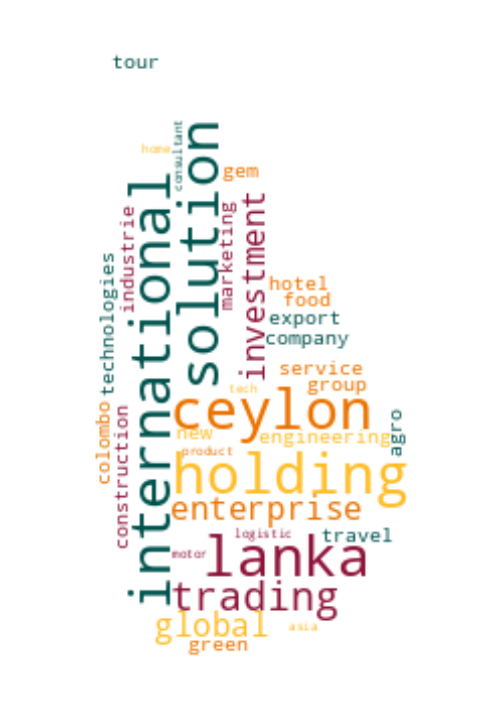 tour
home
consultant
solution
gem
international
industrie
marketing
investment
technologies
hotel
food
export
company
service
group
tech
ceylon
colombo
construction
new
engineering
agro
product
holding
enterprise
logistic
travel
motor
lanka
trading
global
asia
green